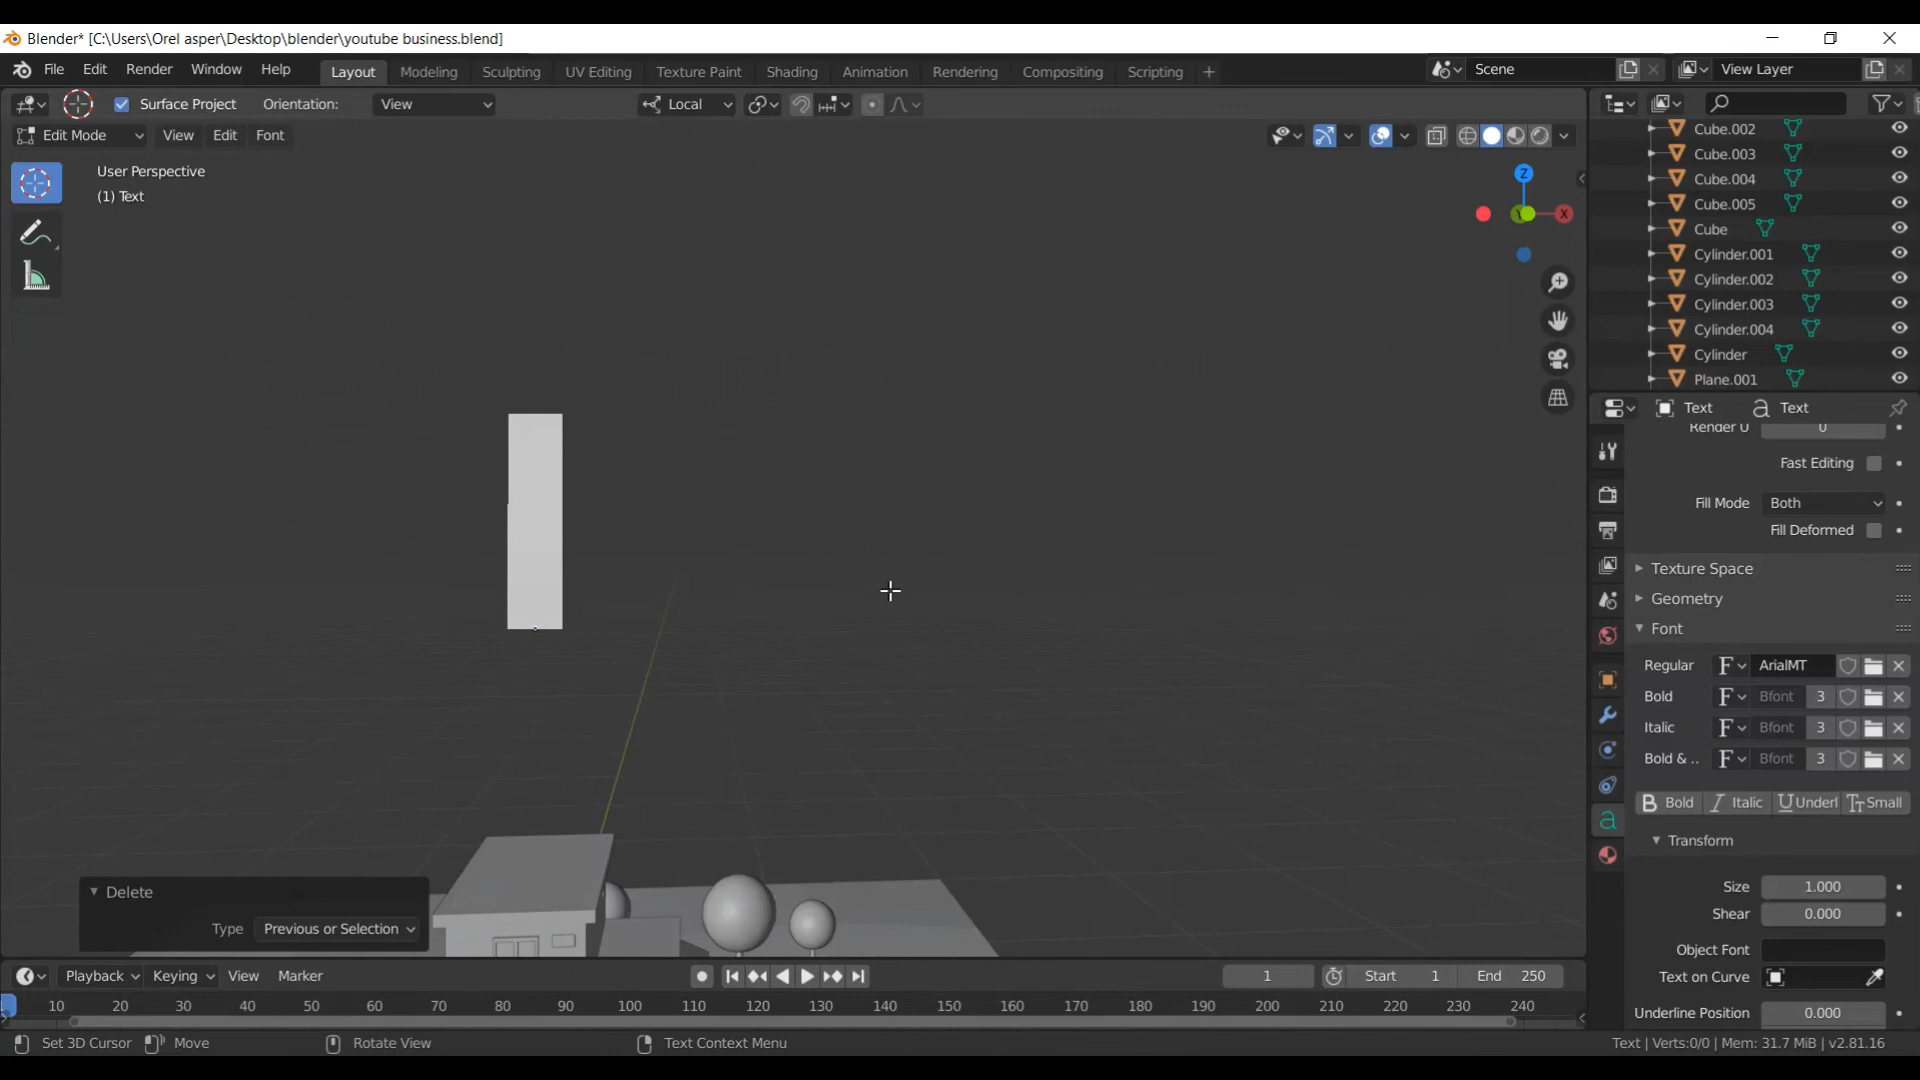 Blender* [C:\Users\Orel asper\Desktop\blender\youtube business.blend]
File Edit Render Window Help Layout Modeling Sculpting UV Editing Texture Paint Shading Animation Rendering Compositing Scripting + Scene View Layer
Surface Project Orientation: View Local
Edit Mode View Edit Font
User Perspective
(1) Text
Z
X
Y
Cube.002
Cube.003
Cube.004
Cube.005
Cube
Cylinder.001
Cylinder.002
Cylinder.003
Cylinder.004
Cylinder
Plane.001
Text a Text
Render U 0
Fast Editing
Fill Mode Both
Fill Deformed
Texture Space
Geometry
Font
Regular F ArialMT
Bold F Bfont 3
Italic F Bfont 3
Bold & .. F Bfont 3
B Bold I Italic U Underl Tт Small
Transform
Size 1.000
Shear 0.000
Object Font
Text on Curve
Underline Position 0.000
Delete
Type Previous or Selection
Playback Keying View Marker 1 Start 1 End 250
10 20 30 40 50 60 70 80 90 100 110 120 130 140 150 160 170 180 190 200 210 220 230 240
Set 3D Cursor Move Rotate View Text Context Menu Text | Verts:0/0 | Mem: 31.7 MiB | v2.81.16